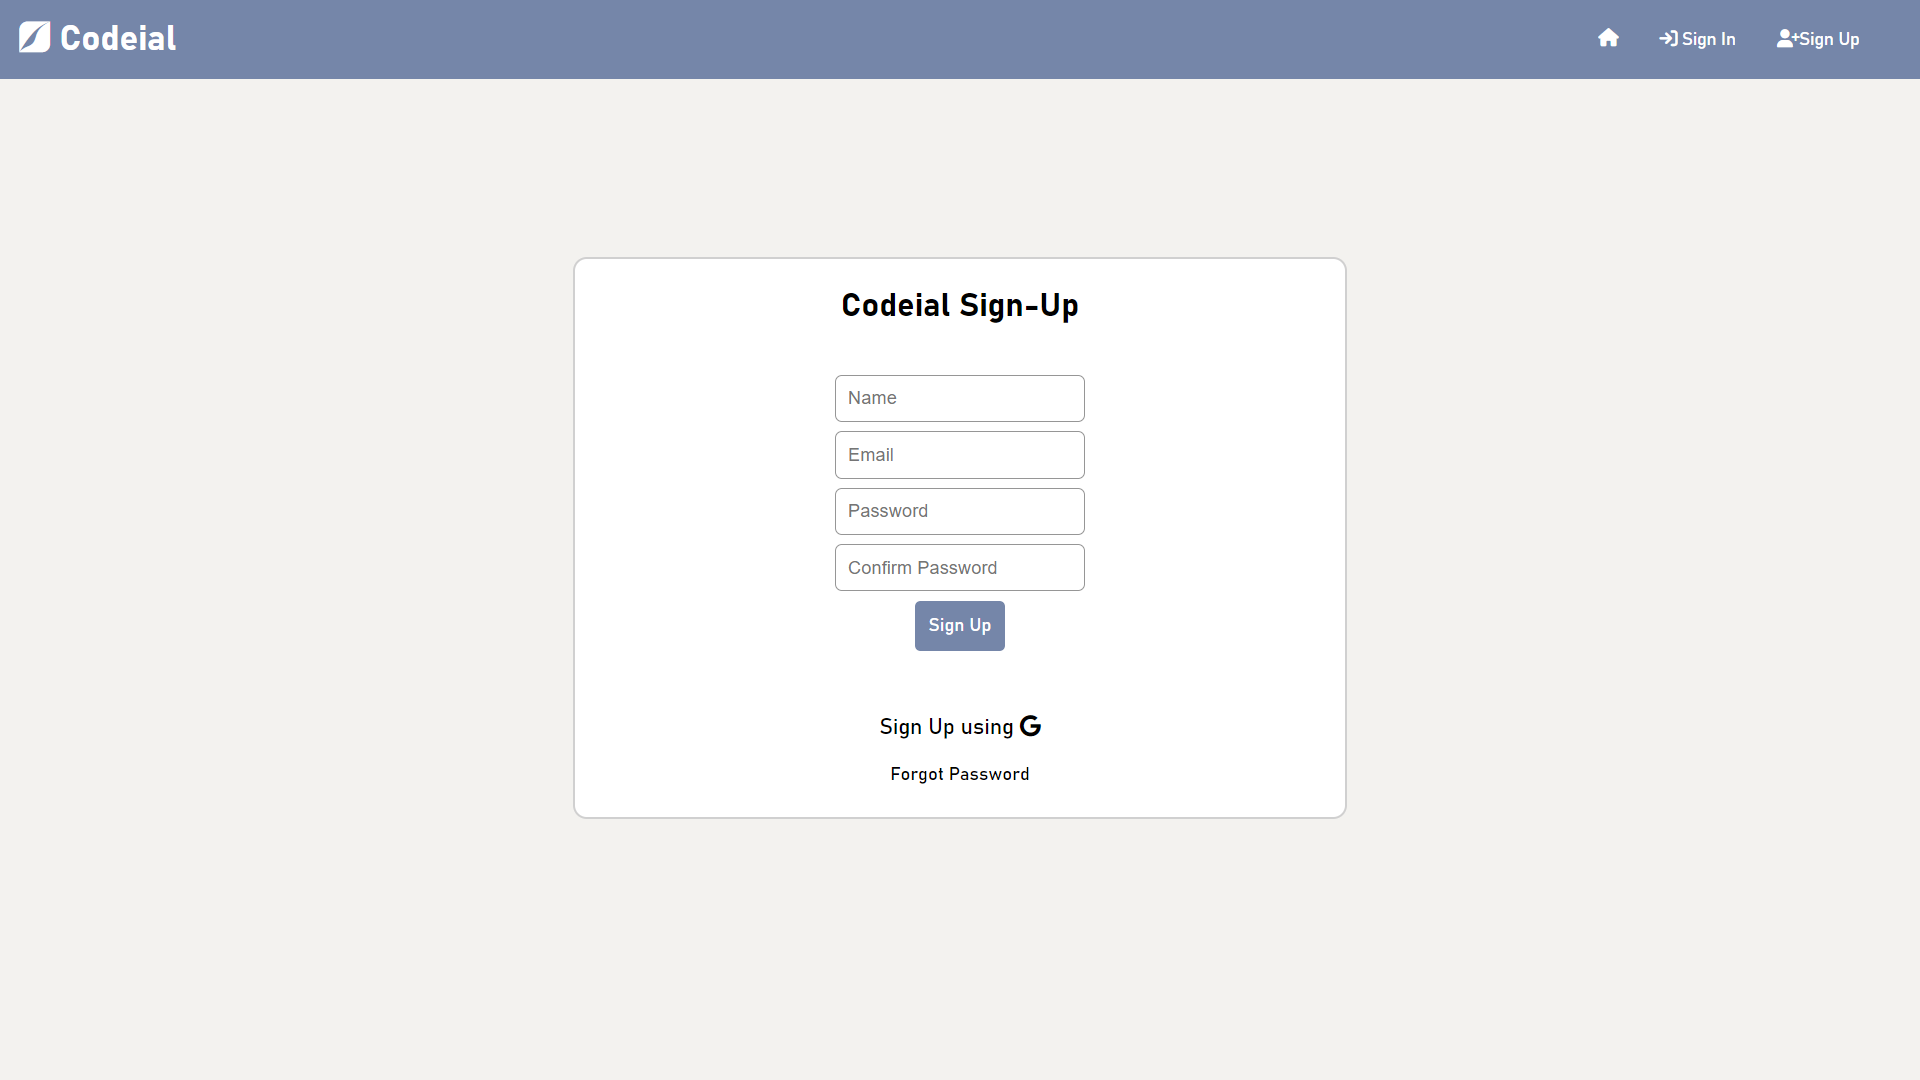 Codeial
Sign In
Sign Up
Codeial Sign-Up
Name
Email
Password
Confirm Password
Sign Up
Sign Up using
Forgot Password